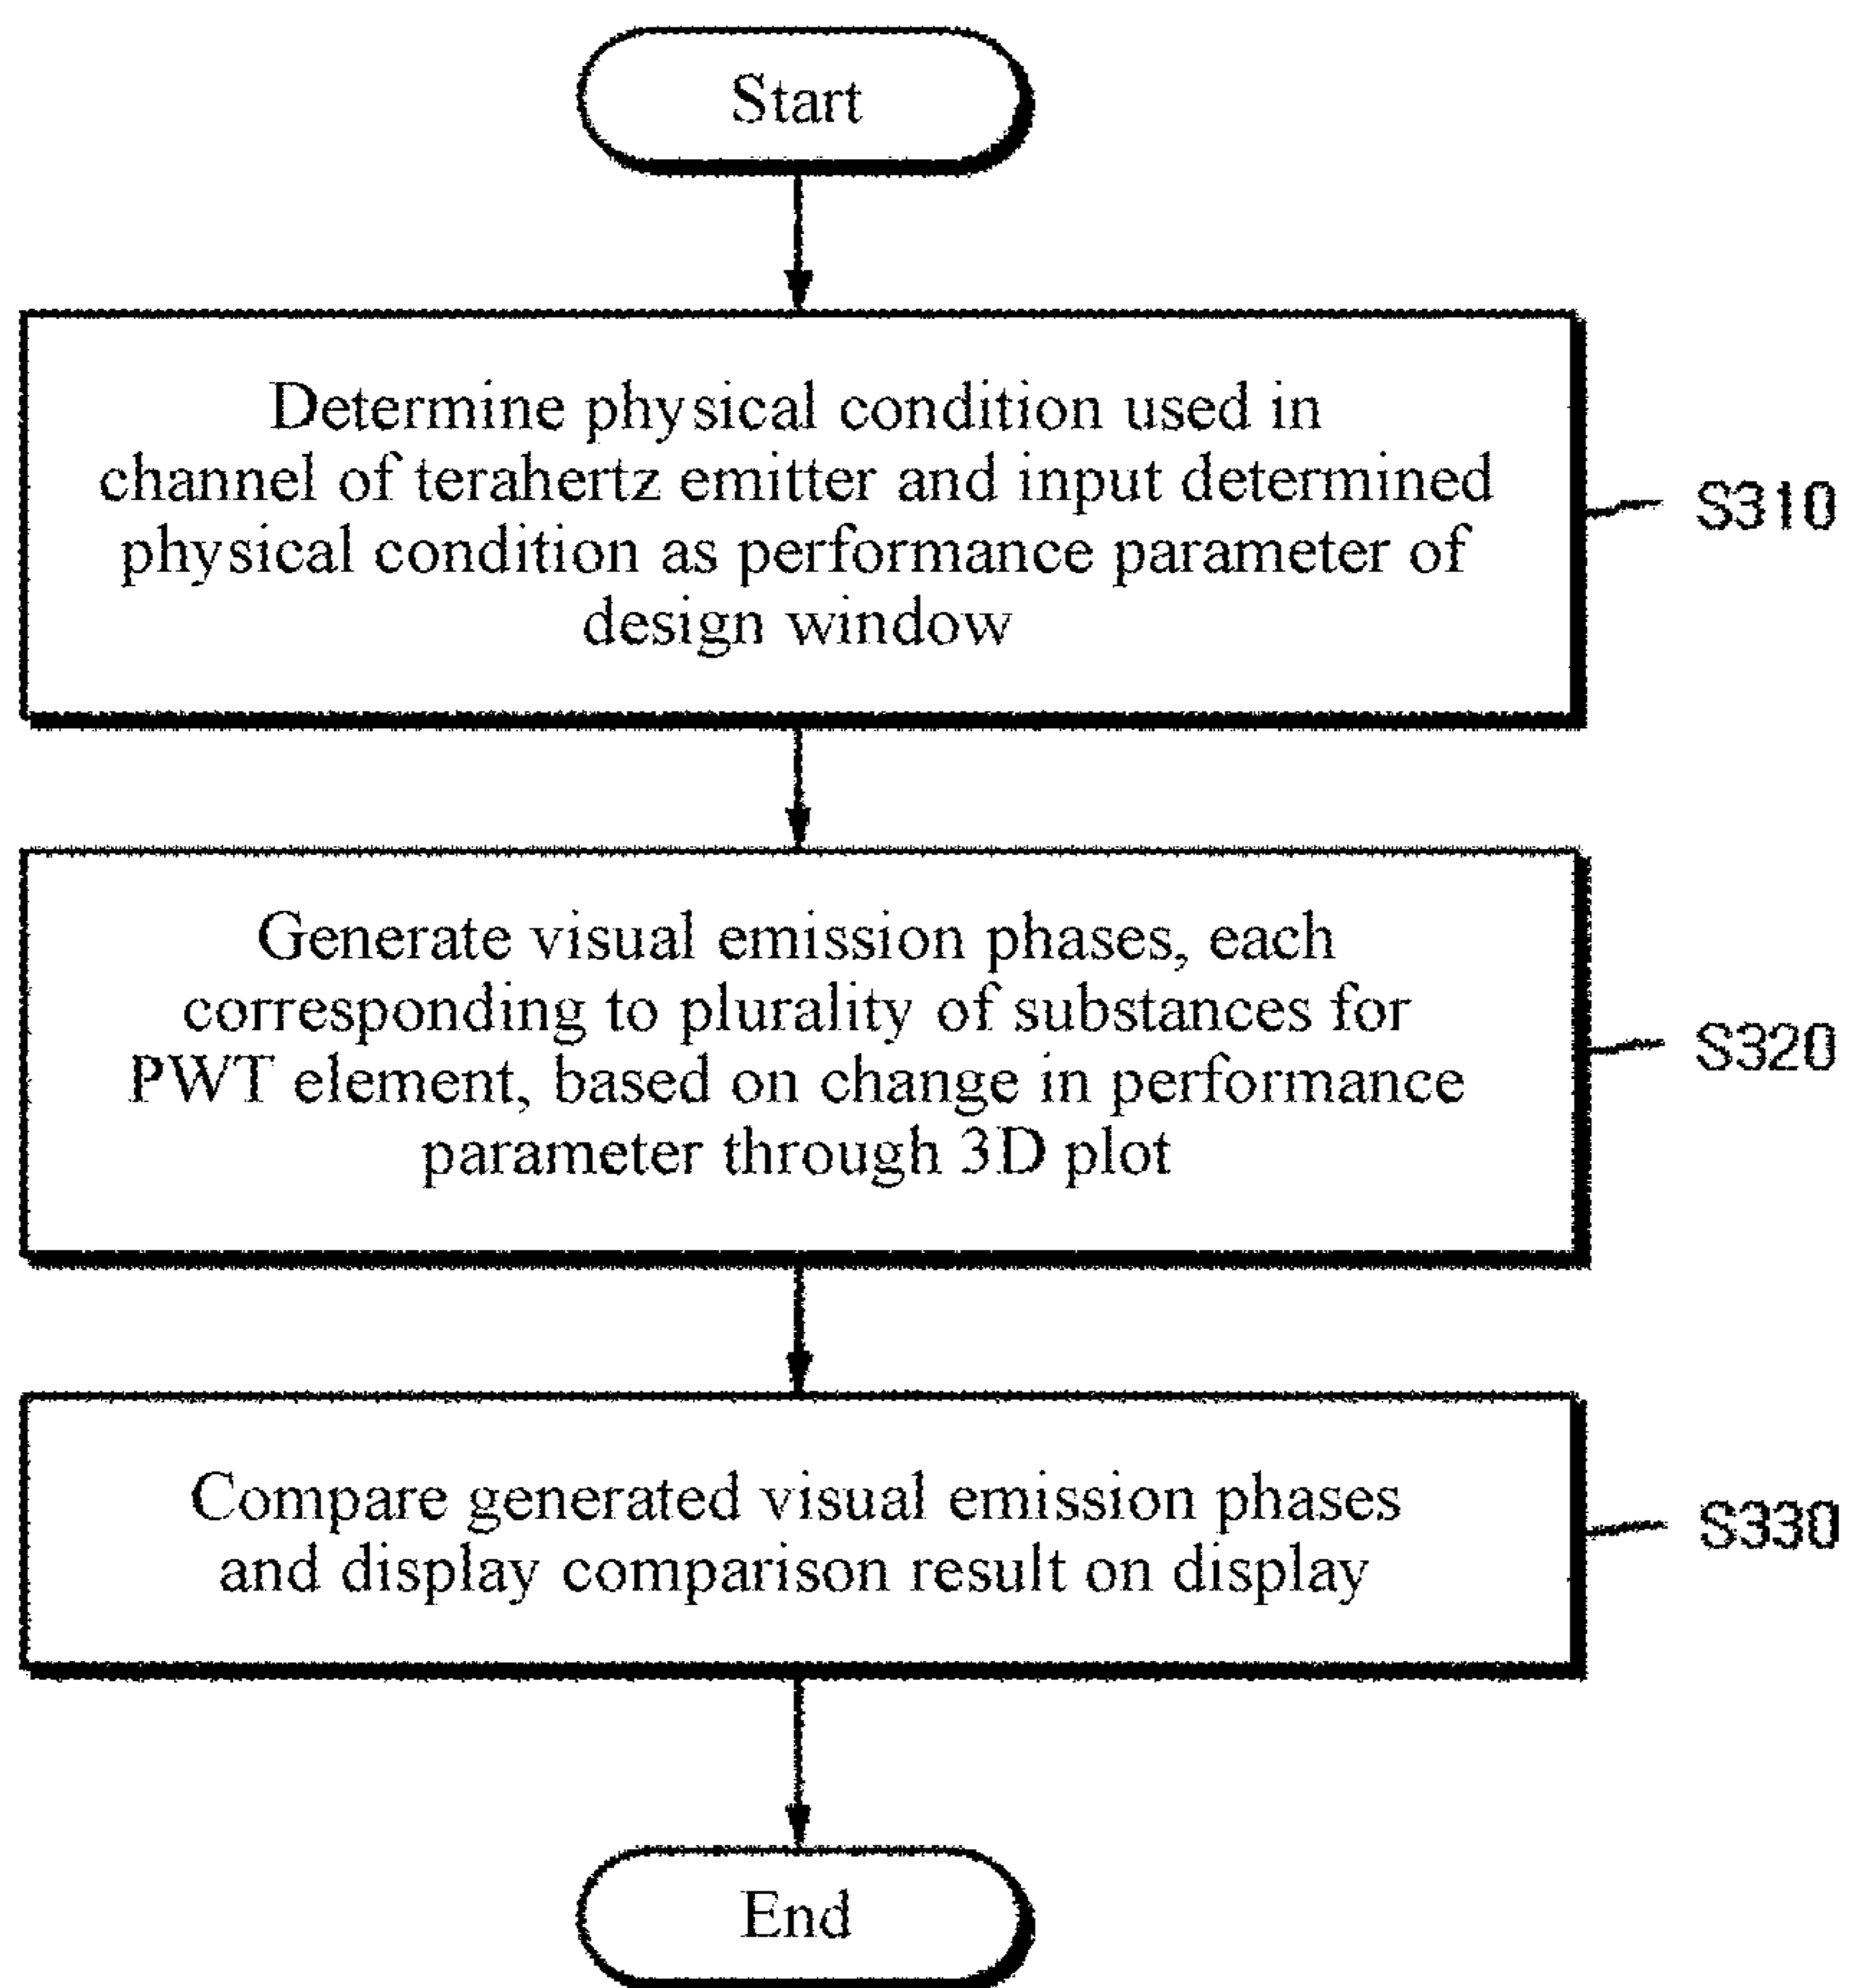 Start
Determine physical condition used in
channel of terahertz emitter and input determined
physical condition as performance parameter of
design window
S310
Generate visual emission phases, each
corresponding to plurality of substances for
PWT element, based on change in performance
parameter through 3D plot
S320
Compare generated visual emission phases
and display comparison result on display
S330
End